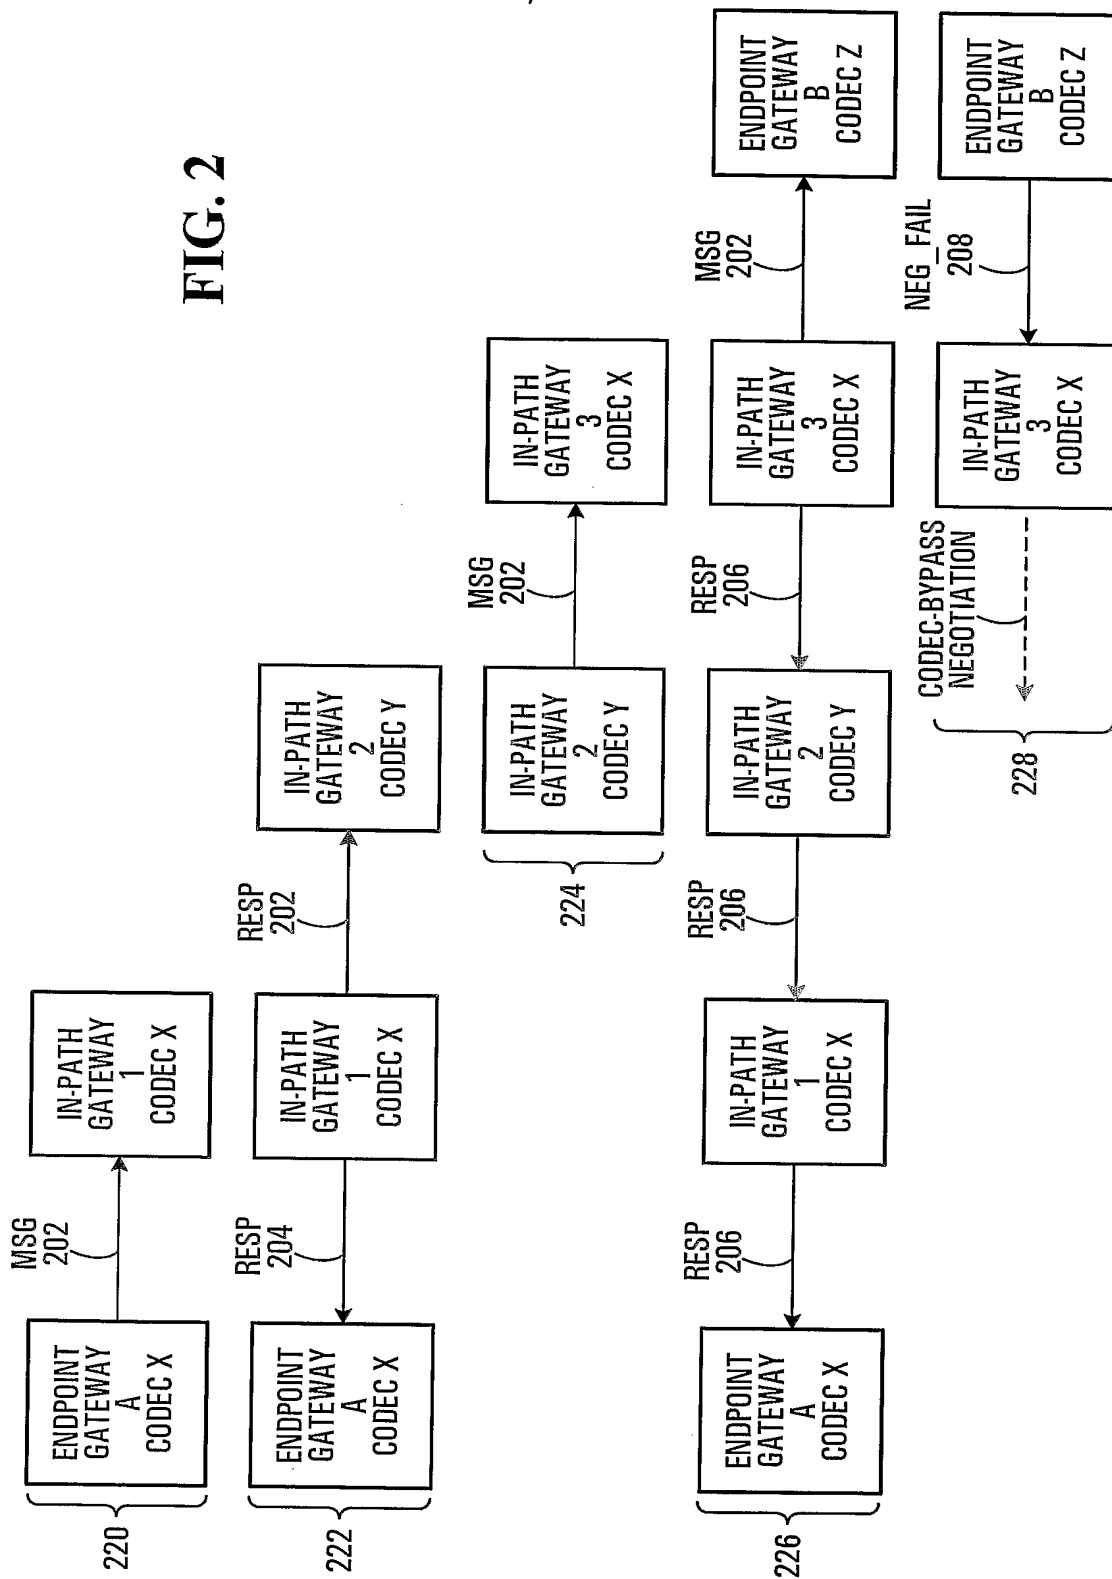 FIG. 2
220
ENDPOINT
GATEWAY
A
CODEC X
MSG
202
IN-PATH
GATEWAY
1
CODEC X
222
ENDPOINT
GATEWAY
A
CODEC X
RESP
204
IN-PATH
GATEWAY
1
CODEC X
RESP
202
IN-PATH
GATEWAY
2
CODEC Y
224
IN-PATH
GATEWAY
2
CODEC Y
MSG
202
IN-PATH
GATEWAY
3
CODEC X
226
ENDPOINT
GATEWAY
A
CODEC X
RESP
206
IN-PATH
GATEWAY
1
CODEC X
RESP
206
IN-PATH
GATEWAY
2
CODEC Y
RESP
206
IN-PATH
GATEWAY
3
CODEC X
MSG
202
ENDPOINT
GATEWAY
B
CODEC Z
228
CODEC-BYPASS
NEGOTIATION
IN-PATH
GATEWAY
3
CODEC X
NEG_FAIL
208
ENDPOINT
GATEWAY
B
CODEC Z